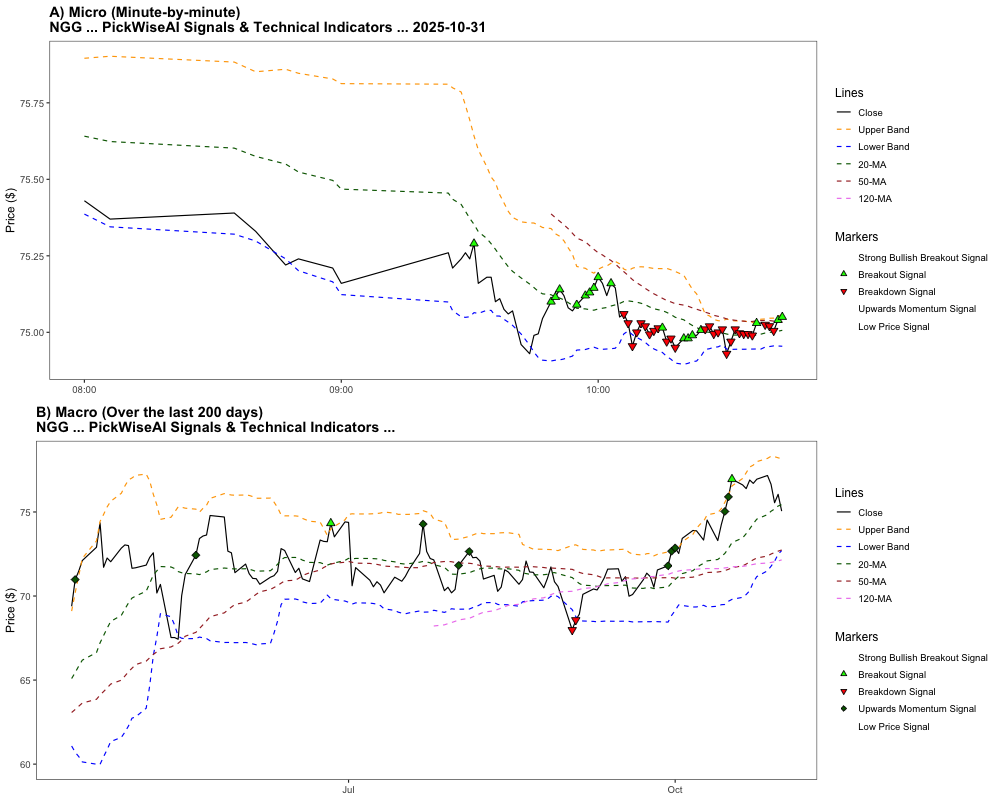 A) Micro (Minute-by-minute)
NGG ... PickWiseAI Signals & Technical Indicators ... 2025-10-31
Price ($)
75.75
75.50
75.25
75.00
08:00
09:00
10:00
Lines
Close
Upper Band
Lower Band
20-MA
50-MA
120-MA
Markers
Strong Bullish Breakout Signal
Breakout Signal
Breakdown Signal
Upwards Momentum Signal
Low Price Signal
B) Macro (Over the last 200 days)
NGG ... PickWiseAI Signals & Technical Indicators ...
Price ($)
75
70
65
60
Jul
Oct
Lines
Close
Upper Band
Lower Band
20-MA
50-MA
120-MA
Markers
Strong Bullish Breakout Signal
Breakout Signal
Breakdown Signal
Upwards Momentum Signal
Low Price Signal